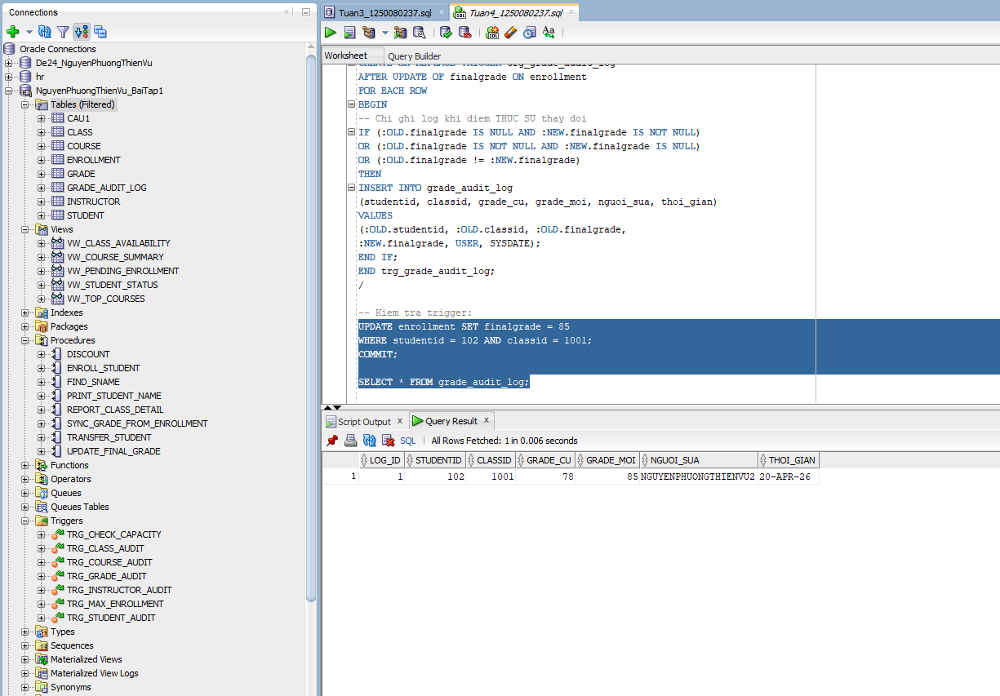 Connections
Oracle Connections
De24_NguyenPhuongThienVu
hr
NguyenPhuongThienVu_BaiTap1
Tables (Filtered)
CAU1
CLASS
COURSE
ENROLLMENT
GRADE
GRADE_AUDIT_LOG
INSTRUCTOR
STUDENT
Views
VW_CLASS_AVAILABILITY
VW_COURSE_SUMMARY
VW_PENDING_ENROLLMENT
VW_STUDENT_STATUS
VW_TOP_COURSES
Indexes
Packages
Procedures
DISCOUNT
ENROLL_STUDENT
FIND_SNAME
PRINT_STUDENT_NAME
REPORT_CLASS_DETAIL
SYNC_GRADE_FROM_ENROLLMENT
TRANSFER_STUDENT
UPDATE_FINAL_GRADE
Functions
Operators
Queues
Queues Tables
Triggers
TRG_CHECK_CAPACITY
TRG_CLASS_AUDIT
TRG_COURSE_AUDIT
TRG_GRADE_AUDIT
TRG_INSTRUCTOR_AUDIT
TRG_MAX_ENROLLMENT
TRG_STUDENT_AUDIT
Types
Sequences
Materialized Views
Materialized View Logs
Synonyms
Tuan3_1250080237.sql
Tuan4_1250080237.sql
Worksheet Query Builder
CREATE OR REPLACE TRIGGER trg_grade_audit_log
AFTER UPDATE OF finalgrade ON enrollment
FOR EACH ROW
BEGIN
-- Chi ghi log khi diem THUC SU thay doi
IF (:OLD.finalgrade IS NULL AND :NEW.finalgrade IS NOT NULL)
OR (:OLD.finalgrade IS NOT NULL AND :NEW.finalgrade IS NULL)
OR (:OLD.finalgrade != :NEW.finalgrade)
THEN
INSERT INTO grade_audit_log
(studentid, classid, grade_cu, grade_moi, nguoi_sua, thoi_gian)
VALUES
(:OLD.studentid, :OLD.classid, :OLD.finalgrade,
:NEW.finalgrade, USER, SYSDATE);
END IF;
END trg_grade_audit_log;
/
-- Kiem tra trigger:
UPDATE enrollment SET finalgrade = 85
WHERE studentid = 102 AND classid = 1001;
COMMIT;
SELECT * FROM grade_audit_log;
Script Output x Query Result x
SQL | All Rows Fetched: 1 in 0.006 seconds
LOG_ID STUDENTID CLASSID GRADE_CU GRADE_MOI NGUOI_SUA THOI_GIAN
1 1 102 1001 78 85 NGUYENPHUONGTHIENVU2 20-APR-26